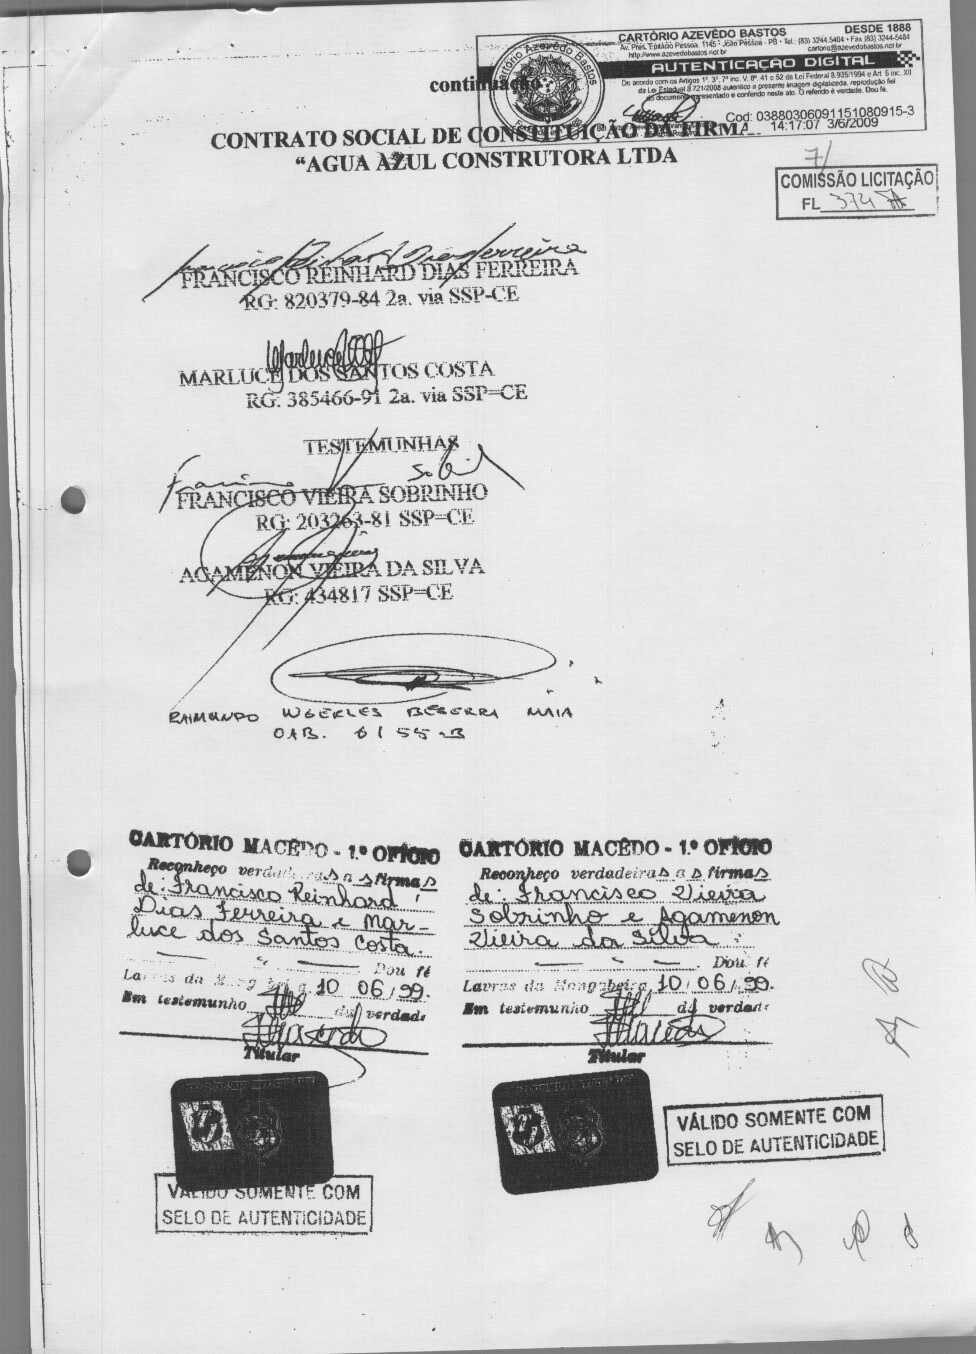 CARTÓRIO AZEVÊDO BASTOS DESDE 1888
Av. Pres. Epitácio Pessoa, 1145 - João Pessoa - PB • Tel.: (83) 3244.5404 • Fax (83) 3244-5484
http://www.azevedobastos.not.br cartorio@azevedobastos.not.br
AUTENTICAÇÃO DIGITAL
De acordo com os Artigos 1º, 3º, 7º inc. V, 8º, 41 e 52 da Lei Federal 8.935/1994 e Art. 6 inc. XII
da Lei Estadual 8.721/2008 autentico a presente imagem digitalizada, reprodução fiel
do documento apresentado e conferido neste ato. O referido é verdade. Dou fé.
Cod: 03880306091151080915-3
14:17:07 3/6/2009
Cartório Azevêdo Bastos
continuação
CONTRATO SOCIAL DE CONSTITUIÇÃO DA FIRMA
“AGUA AZUL CONSTRUTORA LTDA
COMISSÃO LICITAÇÃO
FL 374
FRANCISCO REINHARD DIAS FERREIRA
RG: 820379-84 2a. via SSP-CE
MARLUCE DOS SANTOS COSTA
RG: 385466-91 2a. via SSP=CE
TESTEMUNHAS
FRANCISCO VIEIRA SOBRINHO
RG: 203263-81 SSP=CE
AGAMENON VIEIRA DA SILVA
RG: 434817 SSP=CE
RAIMUNDO WGERLES BESERRA MAIA
OAB. 6155-B
CARTÓRIO MACÊDO - 1.º OFÍCIO
Reconheço verdadeiras as firmas
de: Francisco Reinhard
Dias Ferreira e Mar-
luce dos Santos Costa.
Dou fé
Lavras da Mangabeira 10 06/99.
Em testemunho da verdade
Titular
CARTÓRIO MACÊDO - 1.º OFÍCIO
Reconheço verdadeiras as firmas
de: Francisco Vieira
Sobrinho e Agamenon
Vieira da Silva
Dou fé
Lavras da Mangabeira, 10/06/99.
Em testemunho da verdade
Titular
VÁLIDO SOMENTE COM
SELO DE AUTENTICIDADE
VÁLIDO SOMENTE COM
SELO DE AUTENTICIDADE